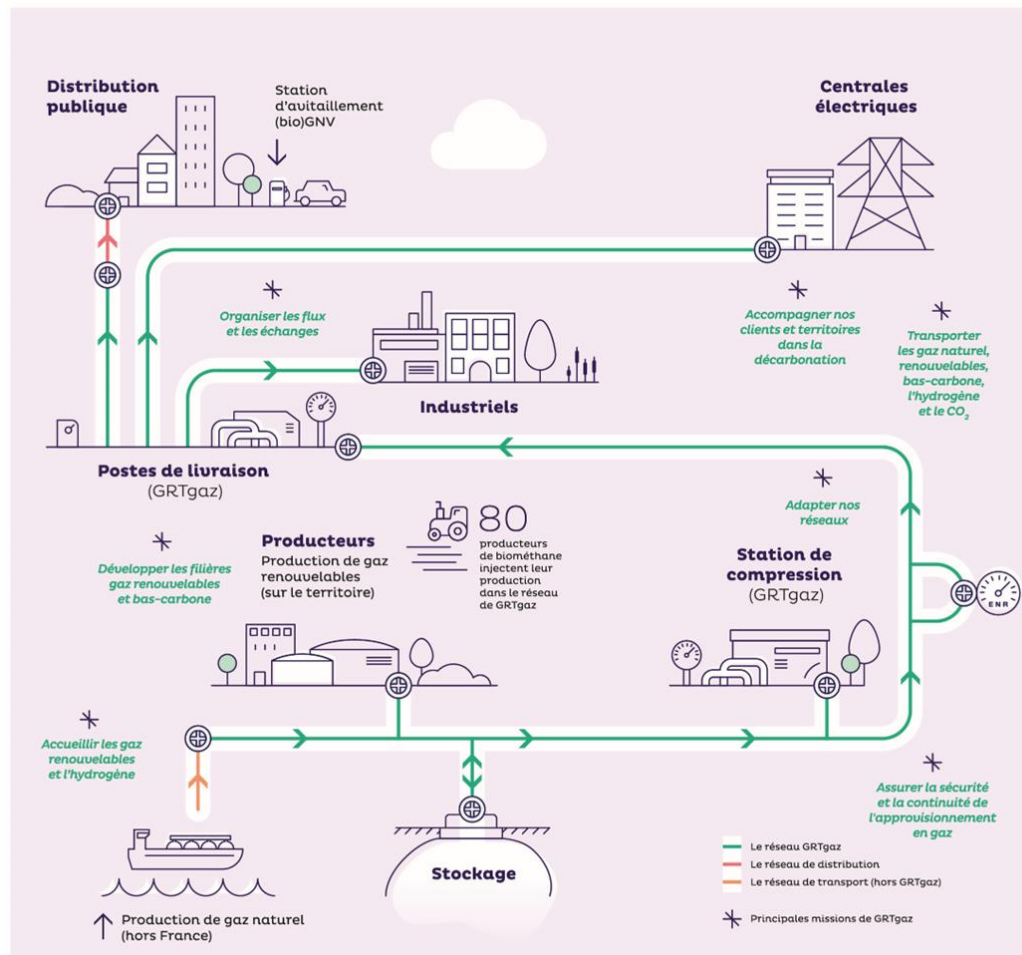 Distribution
publique
Station
d'avitaillement
(bio)GNV
Centrales
électriques
Organiser les flux
et les échanges
Accompagner nos
clients et territoires
dans la
décarbonation
Transporter
les gaz naturel,
renouvelables,
bas-carbone,
l'hydrogène
et le CO₂
Industriels
Postes de livraison
(GRTgaz)
Adapter nos
réseaux
Développer les filières
gaz renouvelables
et bas-carbone
Producteurs
Production de gaz
renouvelables
(sur le territoire)
80
producteurs
de biométhane
injectent leur
production
dans le réseau
de GRTgaz
Station de
compression
(GRTgaz)
ENR
Accueillir les gaz
renouvelables
et l'hydrogène
Assurer la sécurité
et la continuité de
l'approvisionnement
en gaz
Stockage
Production de gaz naturel
(hors France)
Le réseau GRTgaz
Le réseau de distribution
Le réseau de transport (hors GRTgaz)
Principales missions de GRTgaz